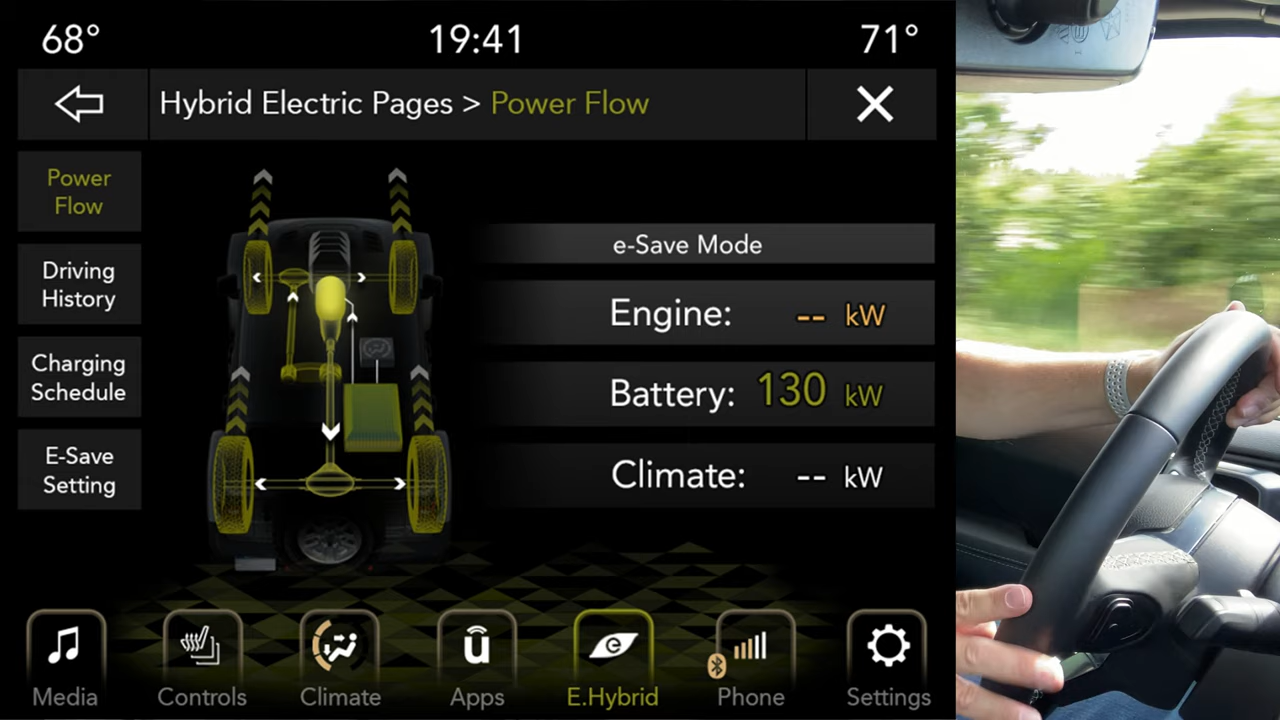 68°
19:41
71°
Hybrid Electric Pages > Power Flow
Power
Flow
Driving
History
Charging
Schedule
E-Save
Setting
e-Save Mode
Engine: -- kW
Battery: 130 kW
Climate: -- kW
Media
Controls
Climate
Apps
E.Hybrid
Phone
Settings